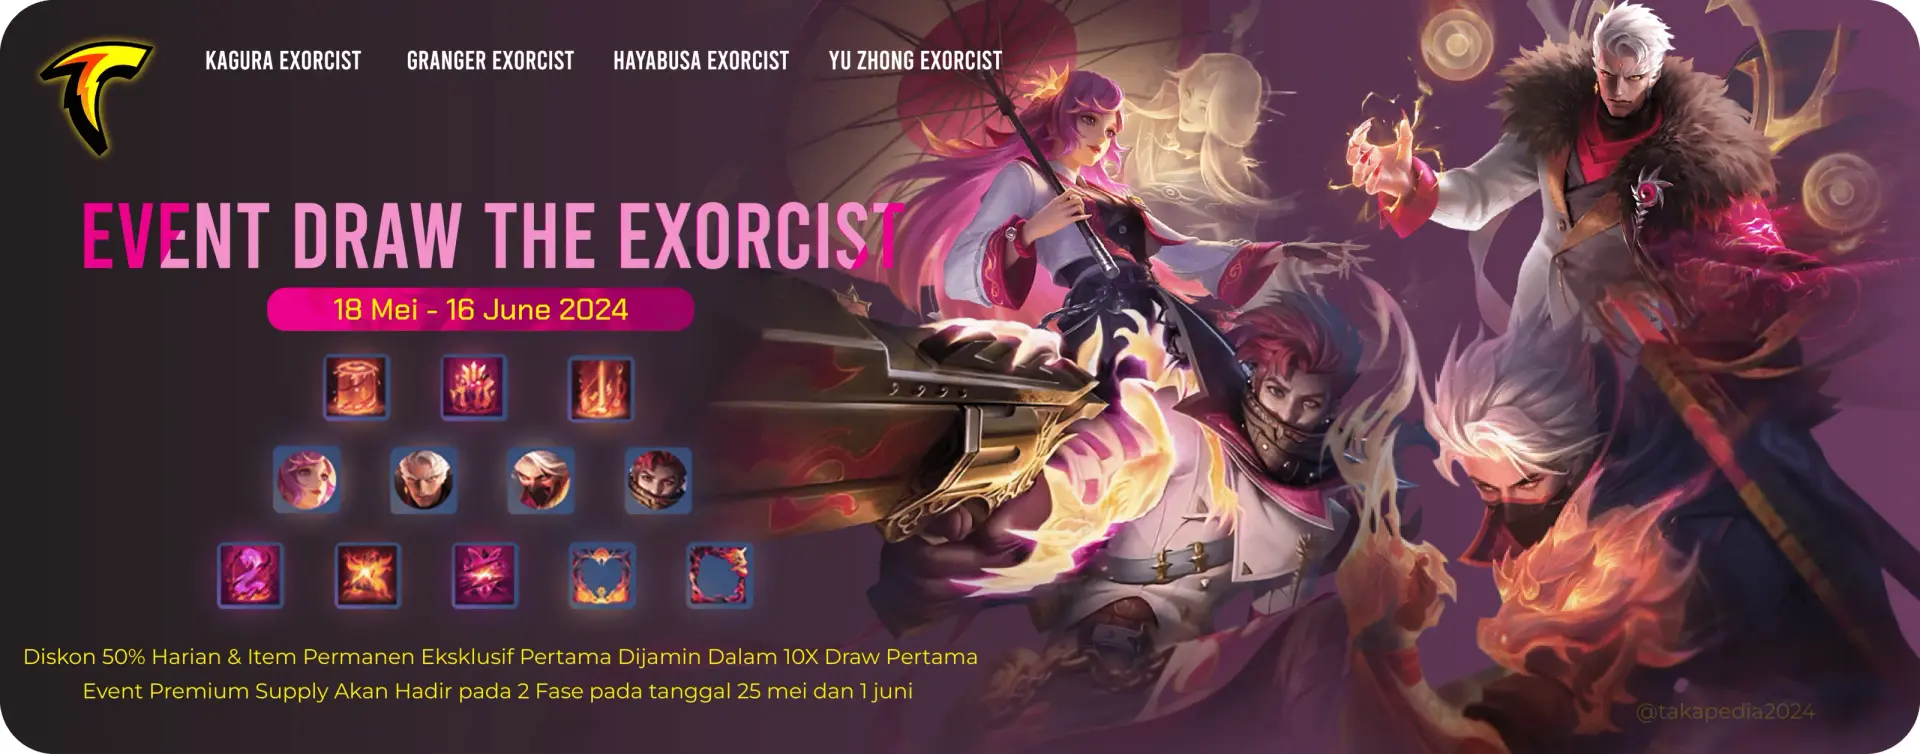 KAGURA EXORCIST GRANGER EXORCIST HAYABUSA EXORCIST YU ZHONG EXORCIST
EVENT DRAW THE EXORCIST
18 Mei - 16 June 2024
Diskon 50% Harian & Item Permanen Eksklusif Pertama Dijamin Dalam 10X Draw Pertama
Event Premium Supply Akan Hadir pada 2 Fase pada tanggal 25 mei dan 1 juni
@takapedia2024